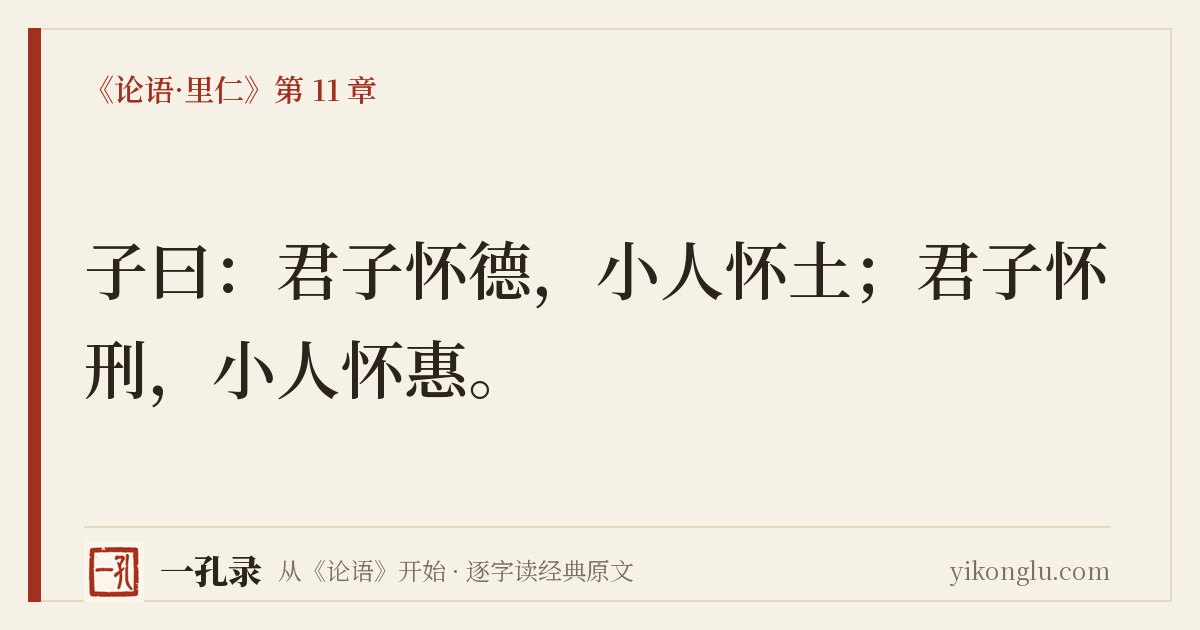 《论语·里仁》第 11 章
子曰：君子怀德，小人怀土；君子怀
刑，小人怀惠。
一孔 一孔录 从《论语》开始 · 逐字读经典原文 yikonglu.com